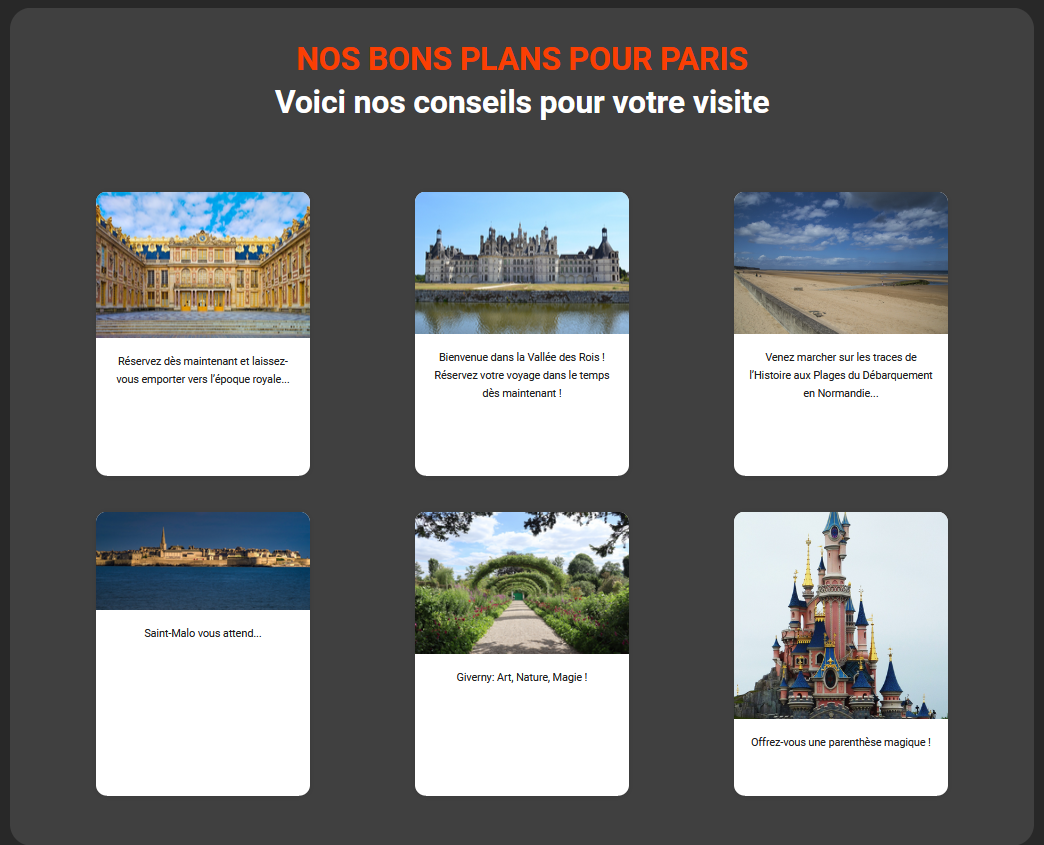 NOS BONS PLANS POUR PARIS
Voici nos conseils pour votre visite
Réservez dès maintenant et laissez-
vous emporter vers l'époque royale...
Bienvenue dans la Vallée des Rois !
Réservez votre voyage dans le temps
dès maintenant !
Venez marcher sur les traces de
l'Histoire aux Plages du Débarquement
en Normandie...
Saint-Malo vous attend...
Giverny: Art, Nature, Magie !
Offrez-vous une parenthèse magique !